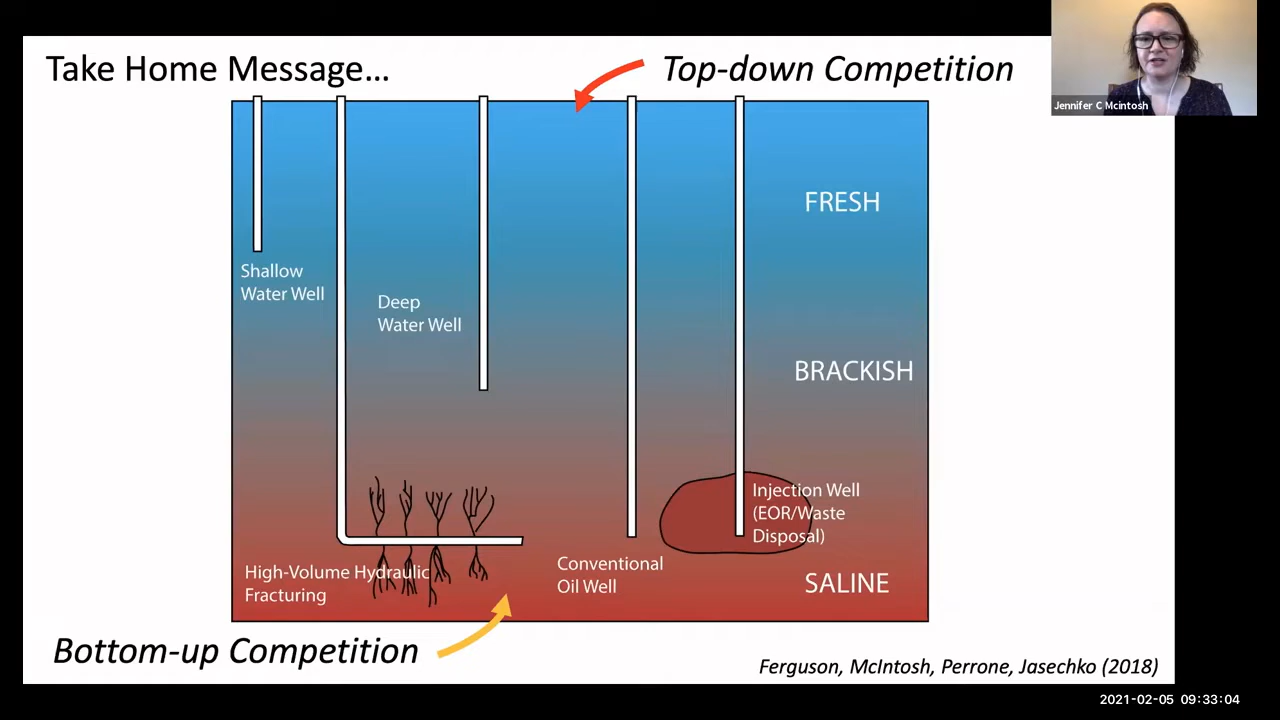 Take Home Message…
Top-down Competition
Jennifer C Mcintosh
FRESH
Shallow
Water Well
Deep
Water Well
BRACKISH
Injection Well
(EOR/Waste
Disposal)
High-Volume Hydraulic
Fracturing
Conventional
Oil Well
SALINE
Bottom-up Competition
Ferguson, McIntosh, Perrone, Jasechko (2018)
2021-02-05 09:33:04